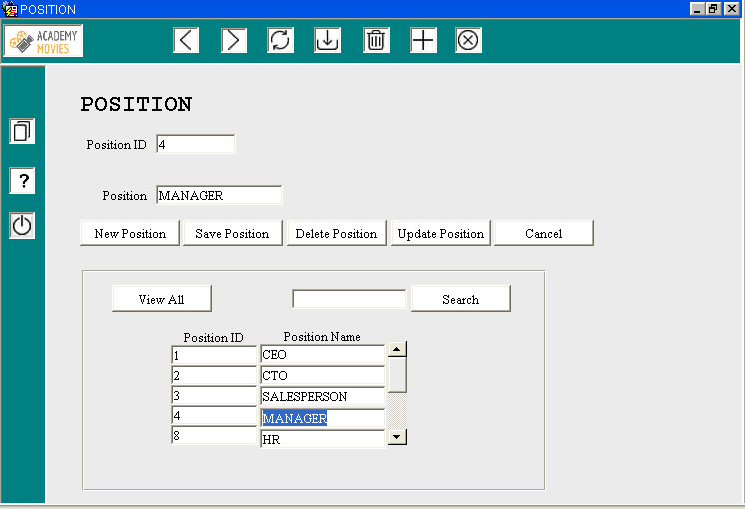 POSITION
ACADEMY
MOVIES
POSITION
Position ID 4
?
Position MANAGER
New Position Save Position Delete Position Update Position Cancel
View All Search
Position ID Position Name
1 CEO
2 CTO
3 SALESPERSON
4 MANAGER
8 HR